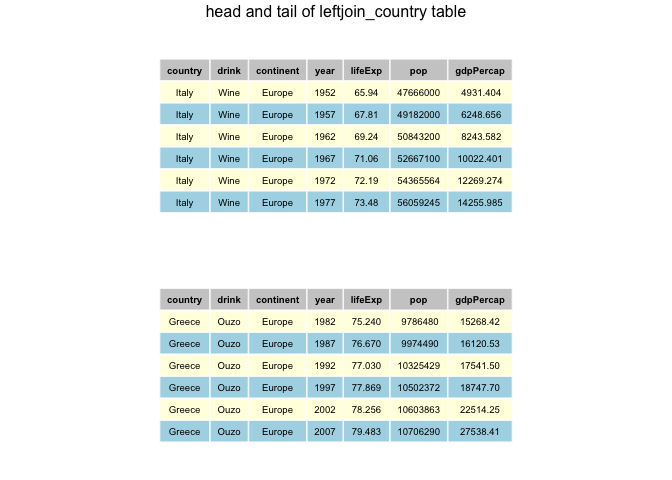 head and tail of leftjoin_country table
country drink continent year lifeExp pop gdpPercap
Italy Wine Europe 1952 65.94 47666000 4931.404
Italy Wine Europe 1957 67.81 49182000 6248.656
Italy Wine Europe 1962 69.24 50843200 8243.582
Italy Wine Europe 1967 71.06 52667100 10022.401
Italy Wine Europe 1972 72.19 54365564 12269.274
Italy Wine Europe 1977 73.48 56059245 14255.985
country drink continent year lifeExp pop gdpPercap
Greece Ouzo Europe 1982 75.240 9786480 15268.42
Greece Ouzo Europe 1987 76.670 9974490 16120.53
Greece Ouzo Europe 1992 77.030 10325429 17541.50
Greece Ouzo Europe 1997 77.869 10502372 18747.70
Greece Ouzo Europe 2002 78.256 10603863 22514.25
Greece Ouzo Europe 2007 79.483 10706290 27538.41